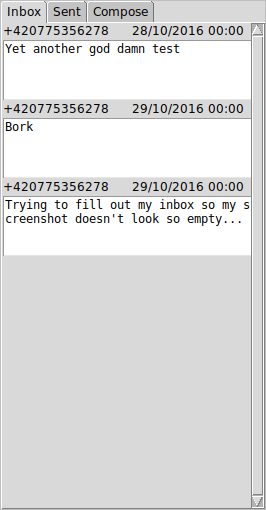 Inbox Sent Compose
+420775356278 28/10/2016 00:00
Yet another god damn test
+420775356278 29/10/2016 00:00
Bork
+420775356278 29/10/2016 00:00
Trying to fill out my inbox so my s
creenshot doesn't look so empty...